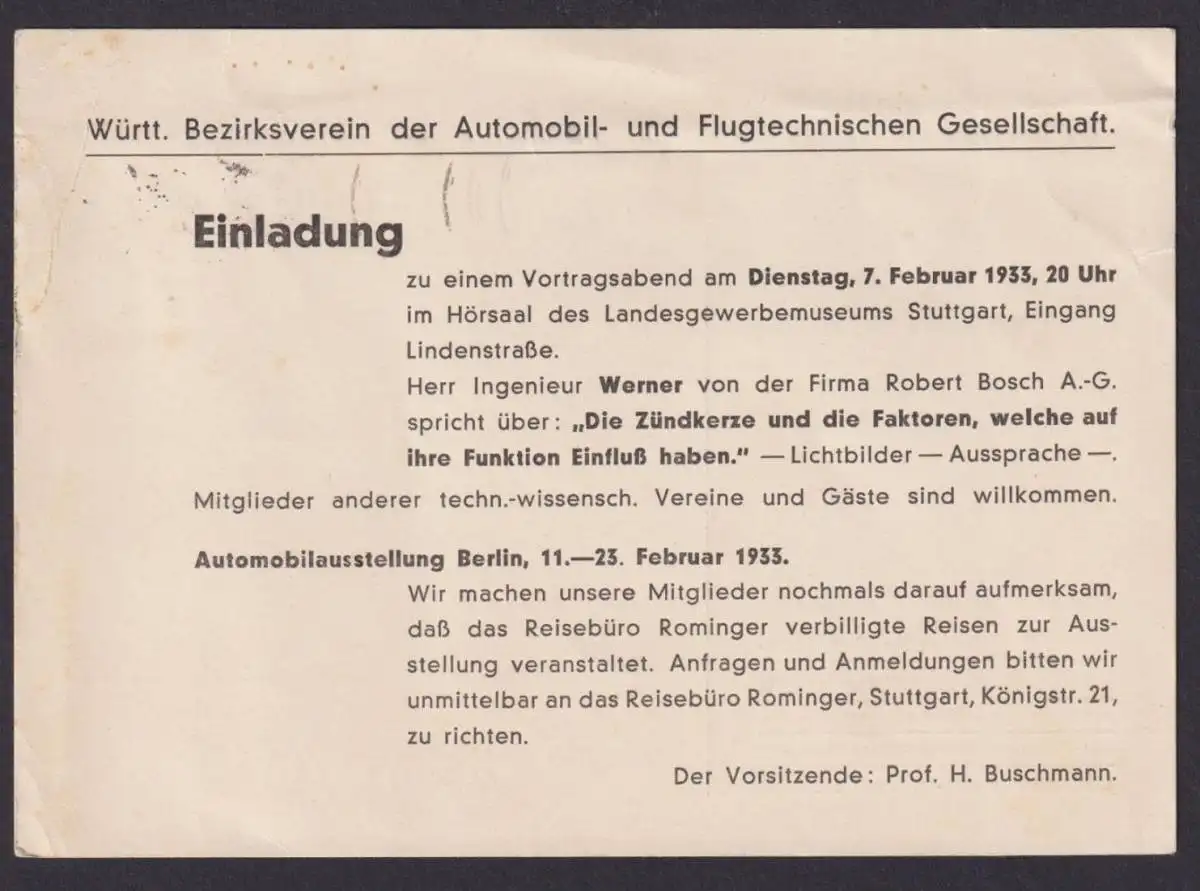 Württ. Bezirksverein der Automobil- und Flugtechnischen Gesellschaft.
Einladung
zu einem Vortragsabend am Dienstag, 7. Februar 1933, 20 Uhr
im Hörsaal des Landesgewerbemuseums Stuttgart, Eingang
Lindenstraße.
Herr Ingenieur Werner von der Firma Robert Bosch A.-G.
spricht über: „Die Zündkerze und die Faktoren, welche auf
ihre Funktion Einfluß haben." — Lichtbilder — Aussprache —.
Mitglieder anderer techn.-wissensch. Vereine und Gäste sind willkommen.
Automobilausstellung Berlin, 11.—23. Februar 1933.
Wir machen unsere Mitglieder nochmals darauf aufmerksam,
daß das Reisebüro Rominger verbilligte Reisen zur Aus-
stellung veranstaltet. Anfragen und Anmeldungen bitten wir
unmittelbar an das Reisebüro Rominger, Stuttgart, Königstr. 21,
zu richten.
Der Vorsitzende: Prof. H. Buschmann.